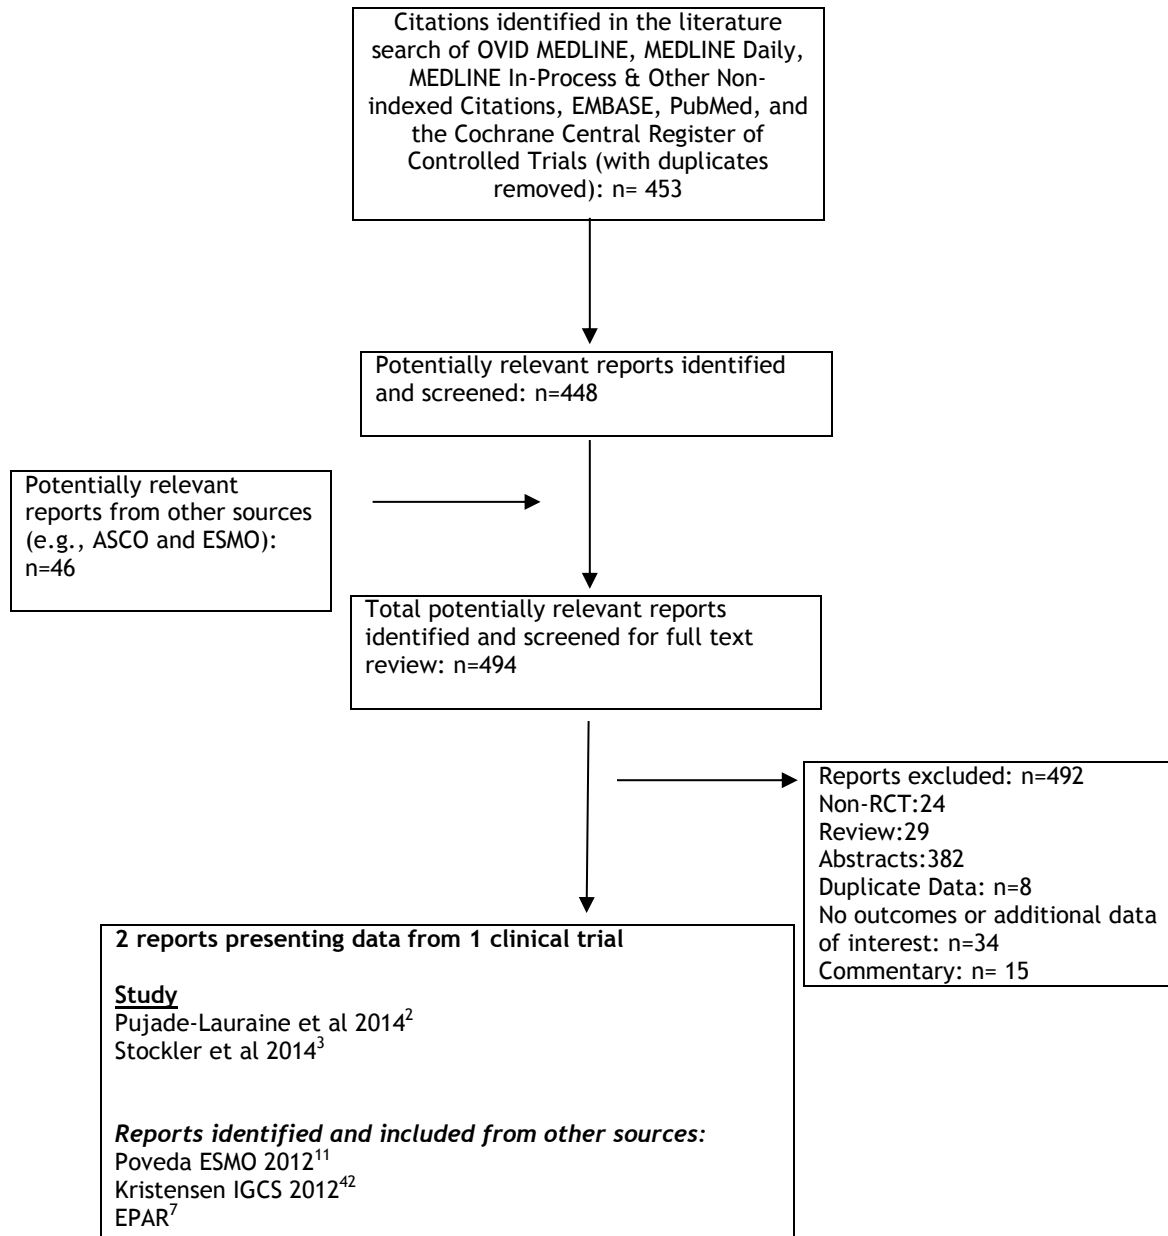 Citations identified in the literature
search of OVID MEDLINE, MEDLINE Daily,
MEDLINE In-Process & Other Non-
indexed Citations, EMBASE, PubMed, and
the Cochrane Central Register of
Controlled Trials (with duplicates
removed): n= 453
Potentially relevant reports identified
and screened: n=448
Potentially relevant
reports from other sources
(e.g., ASCO and ESMO):
n=46
Total potentially relevant reports
identified and screened for full text
review: n=494
Reports excluded: n=492
Non-RCT:24
Review:29
Abstracts:382
Duplicate Data: n=8
No outcomes or additional data
of interest: n=34
Commentary: n= 15
2 reports presenting data from 1 clinical trial
Study
Pujade-Lauraine et al 2014²
Stockler et al 2014³
Reports identified and included from other sources:
Poveda ESMO 2012¹¹
Kristensen IGCS 2012⁴²
EPAR⁷